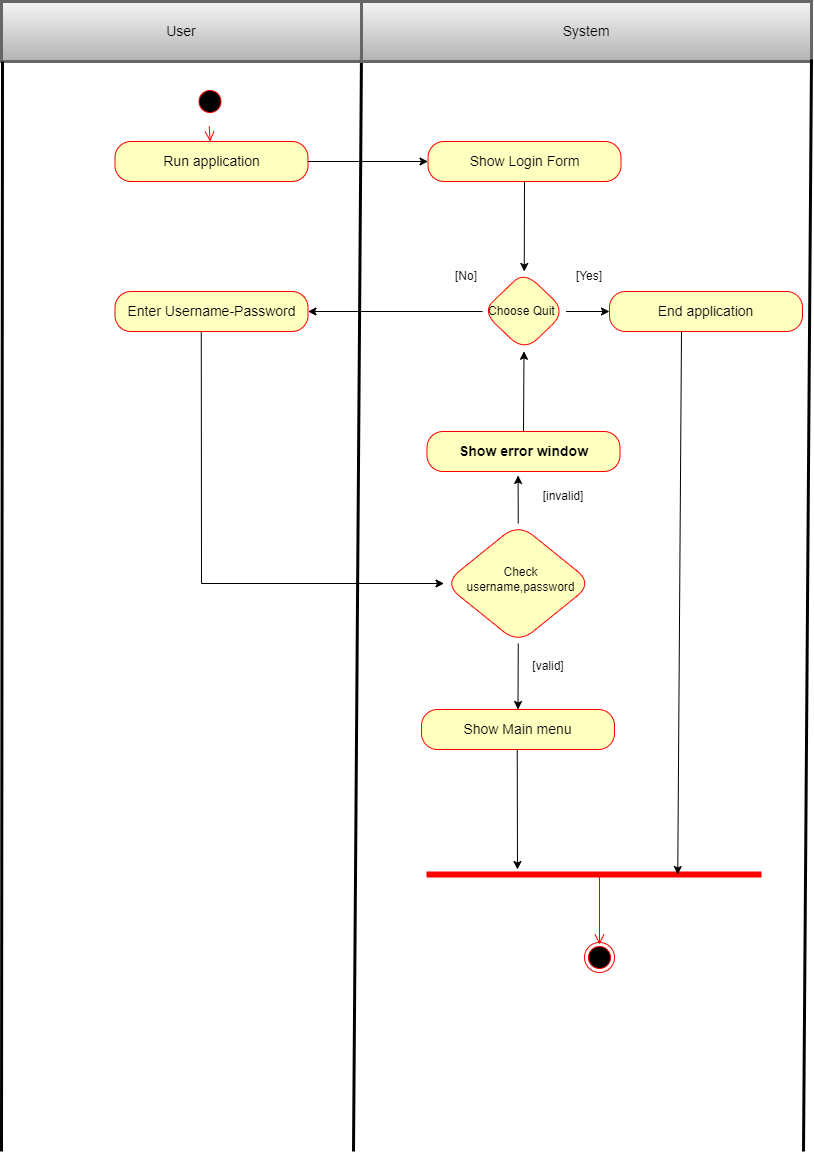 User
System
Run application
Show Login Form
[No]
[Yes]
Enter Username-Password
Choose Quit
End application
Show error window
[invalid]
Check
username,password
[valid]
Show Main menu